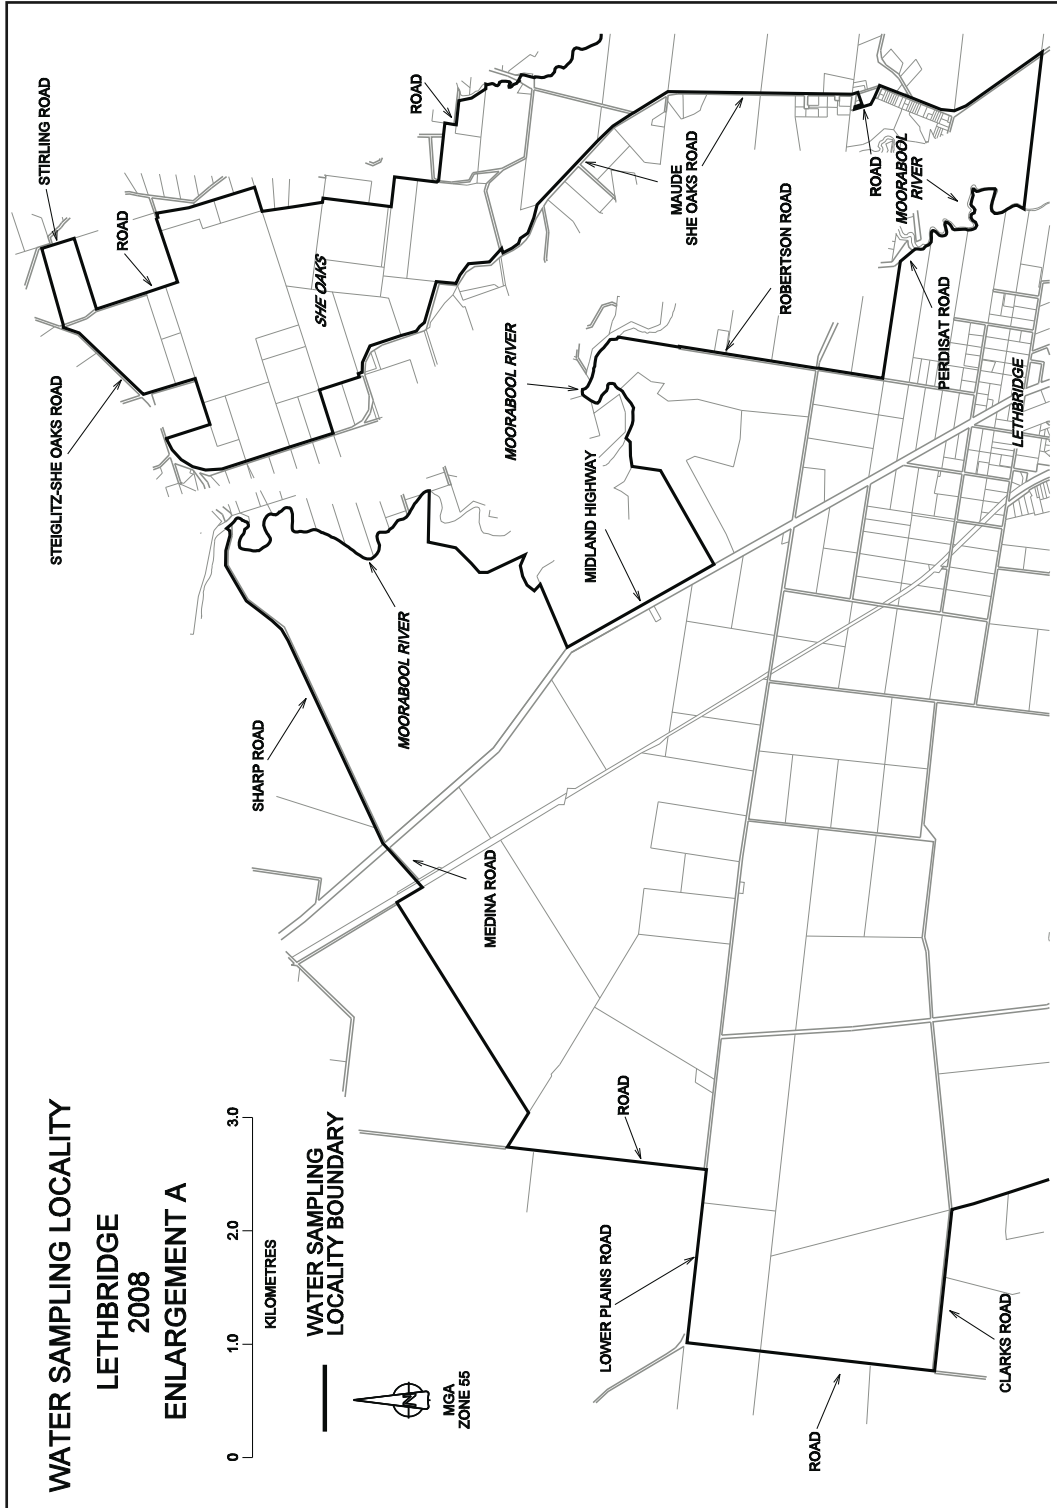 WATER SAMPLING LOCALITY
LETHBRIDGE
2008
ENLARGEMENT A
0
1.0
2.0
3.0
KILOMETRES
WATER SAMPLING
LOCALITY BOUNDARY
N
MGA
ZONE 55
STEIGLITZ-SHE OAKS ROAD
STIRLING ROAD
ROAD
SHE OAKS
ROAD
SHARP ROAD
MOORABOOL RIVER
MEDINA ROAD
MOORABOOL RIVER
MIDLAND HIGHWAY
MAUDE
SHE OAKS ROAD
ROBERTSON ROAD
ROAD
MOORABOOL
RIVER
PERDISAT ROAD
LETHBRIDGE
ROAD
LOWER PLAINS ROAD
ROAD
CLARKS ROAD